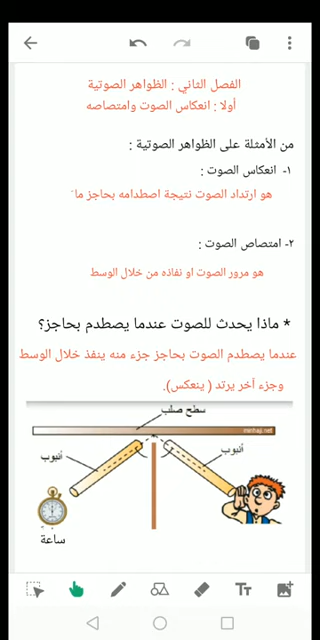 الفصل الثاني : الظواهر الصوتية
أولا : انعكاس الصوت وامتصاصه
من الأمثلة على الظواهر الصوتية :
١- انعكاس الصوت :
هو ارتداد الصوت نتيجة اصطدامه بحاجز ما َ
٢- امتصاص الصوت :
هو مرور الصوت او نفاذه من خلال الوسط
* ماذا يحدث للصوت عندما يصطدم بحاجز؟
عندما يصطدم الصوت بحاجز جزء منه ينفذ خلال الوسط
وجزء آخر يرتد ( ينعكس).
سطح صلب
minhaji.net
أنبوب
أنبوب
ساعة
Tт